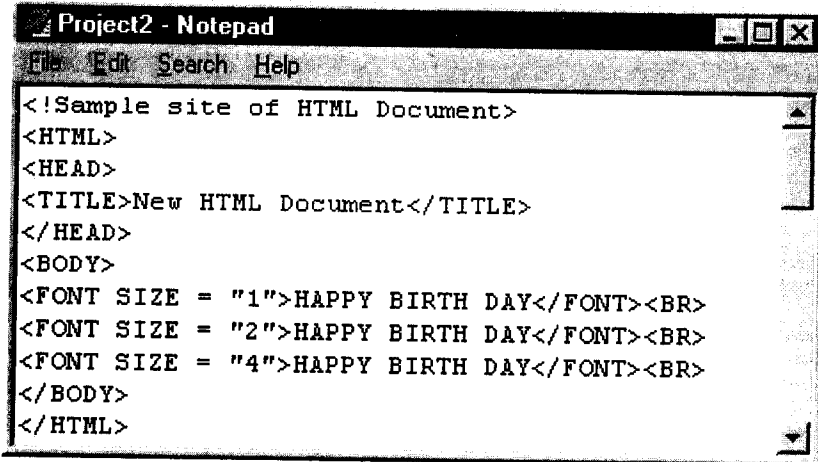 Project2 - Notepad
File Edit Search Help
<!Sample site of HTML Document>
<HTML>
<HEAD>
<TITLE>New HTML Document</TITLE>
</HEAD>
<BODY>
<FONT SIZE = "1">HAPPY BIRTH DAY</FONT><BR>
<FONT SIZE = "2">HAPPY BIRTH DAY</FONT><BR>
<FONT SIZE = "4">HAPPY BIRTH DAY</FONT><BR>
</BODY>
</HTML>